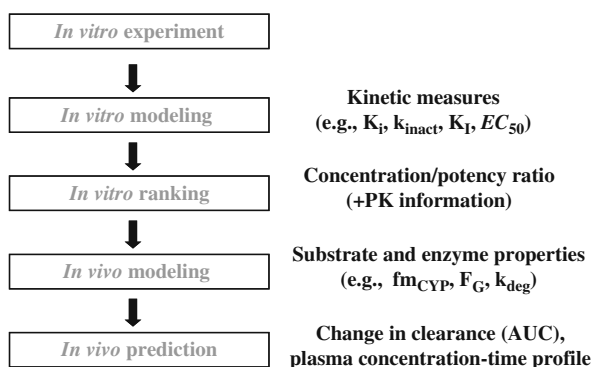 In vitro experiment
In vitro modeling
Kinetic measures
(e.g., Ki, kinact, KI, EC50)
In vitro ranking
Concentration/potency ratio
(+PK information)
In vivo modeling
Substrate and enzyme properties
(e.g., fmCYP, FG, kdeg)
In vivo prediction
Change in clearance (AUC),
plasma concentration-time profile